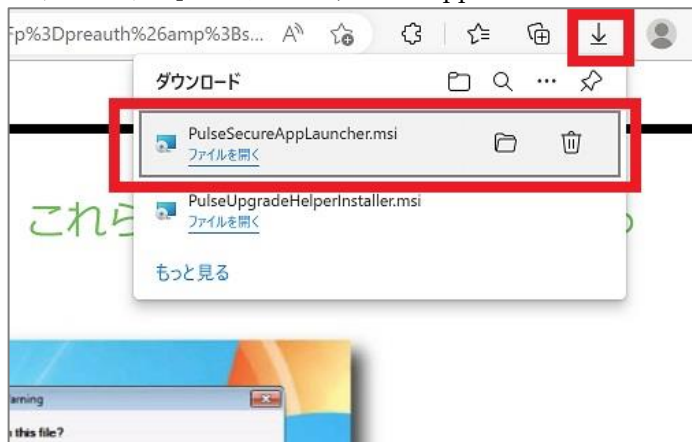 Fp%3Dpreauth%26amp%3Bs...
ダウンロード
PulseSecureAppLauncher.msi
ファイルを開く
PulseUpgradeHelperInstaller.msi
ファイルを開く
もっと見る
これら
arning
this file?